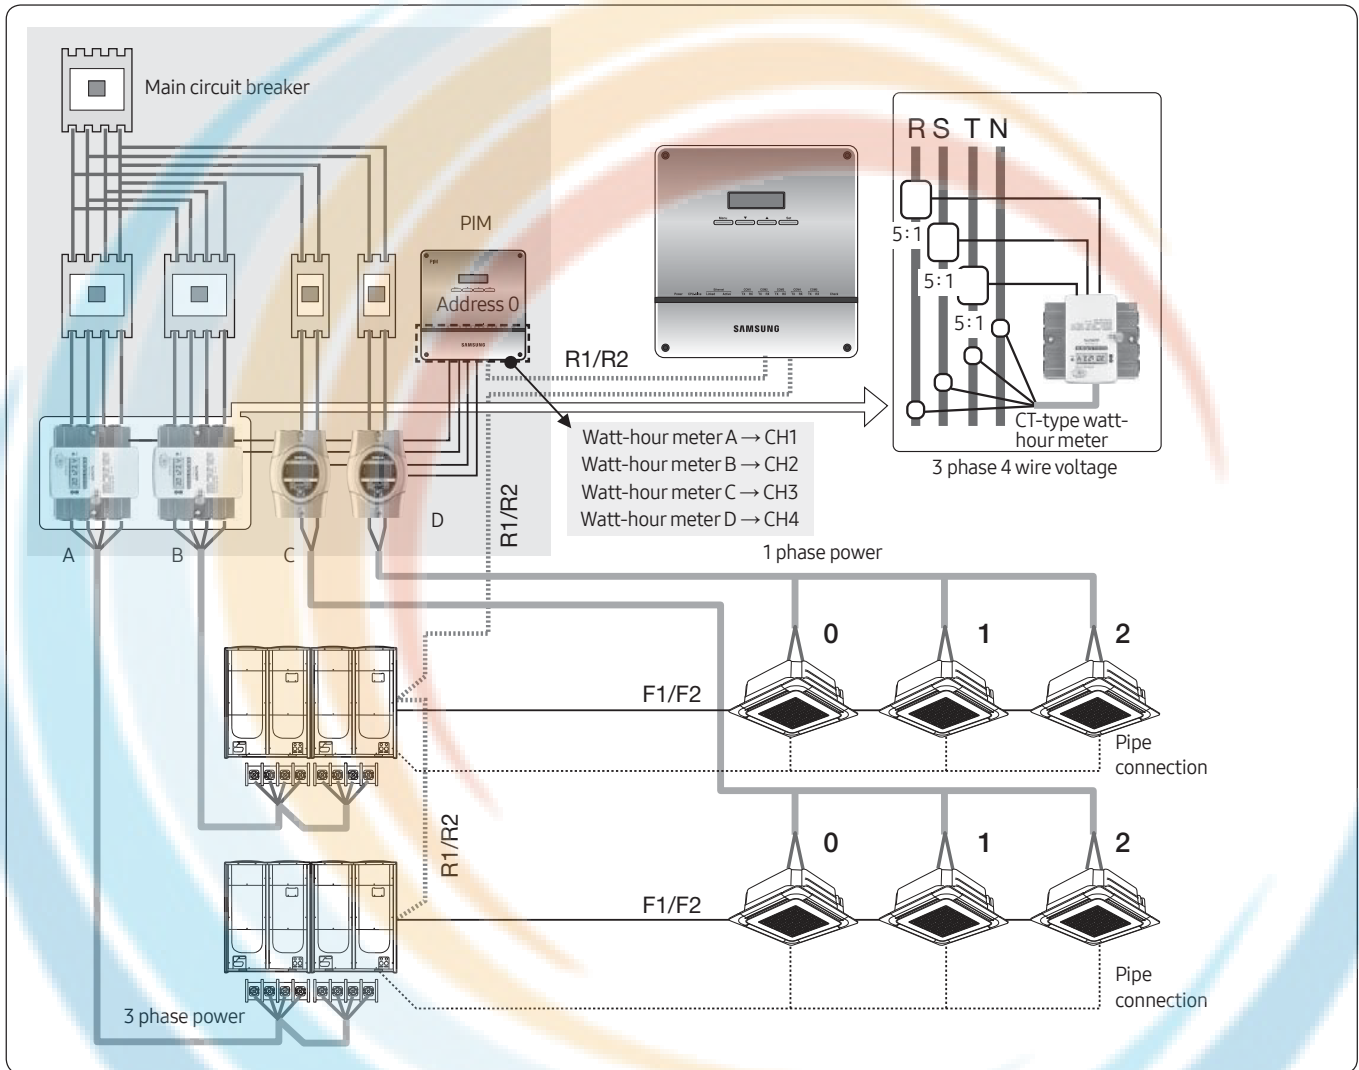 Main circuit breaker
PIM
PIM
Address 0
SAMSUNG
R1/R2
SAMSUNG
R S T N
5:1
5:1
5:1
CT-type watt-
hour meter
3 phase 4 wire voltage
Watt-hour meter A → CH1
Watt-hour meter B → CH2
Watt-hour meter C → CH3
Watt-hour meter D → CH4
A
B
C
D
R1/R2
1 phase power
0
1
2
F1/F2
Pipe
connection
R1/R2
0
1
2
F1/F2
Pipe
connection
3 phase power